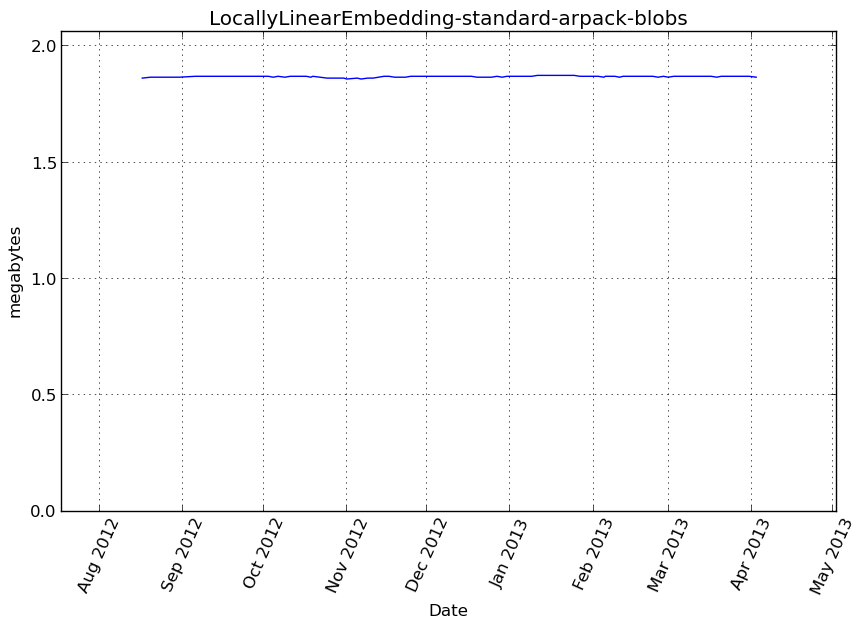 LocallyLinearEmbedding-standard-arpack-blobs
2.0
1.5
1.0
0.5
0.0
megabytes
Aug 2012
Sep 2012
Oct 2012
Nov 2012
Dec 2012
Jan 2013
Feb 2013
Mar 2013
Apr 2013
May 2013
Date